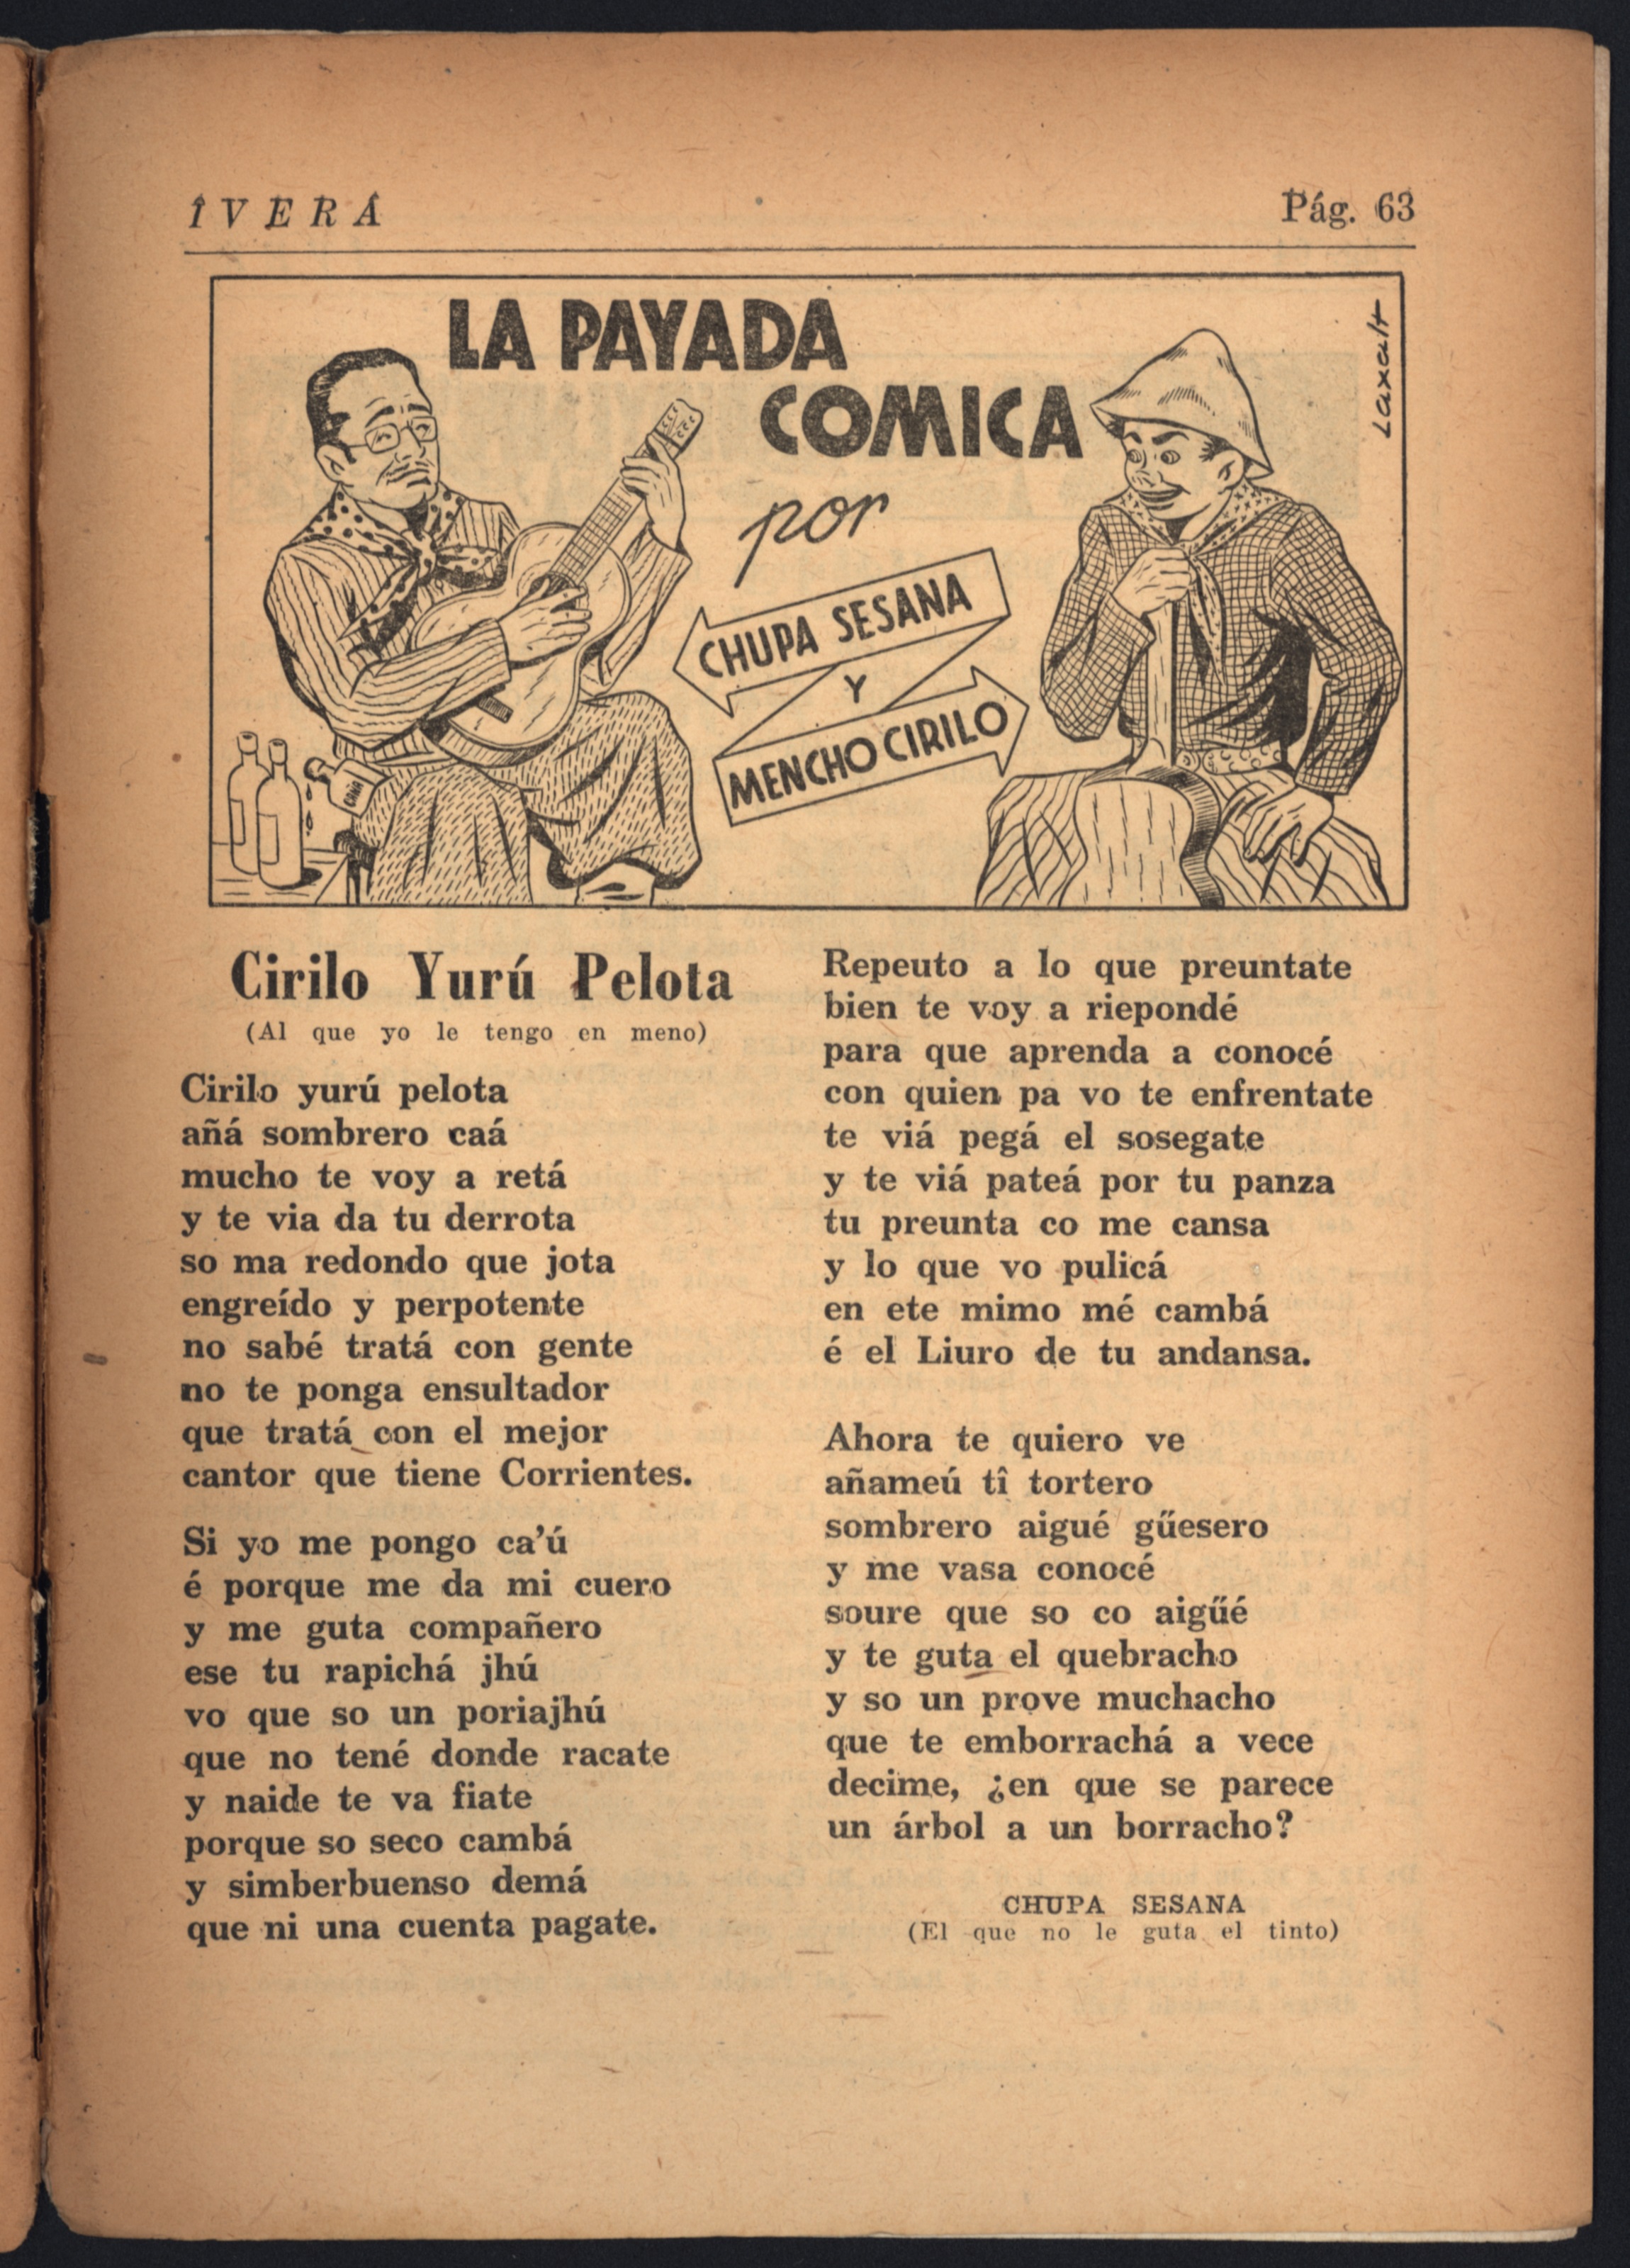 ÎVERÁ
Pág. 63
LA PAYADA
COMICA
por
CHUPA SESANA
Y
MENCHO CIRILO
Laxalt
CAÑA
Cirilo Yurú Pelota
(Al que yo le tengo en meno)
Cirilo yurú pelota
añá sombrero caá
mucho te voy a retá
y te via da tu derrota
so ma redondo que jota
engreído y perpotente
no sabé tratá con gente
no te ponga ensultador
que tratá con el mejor
cantor que tiene Corrientes.
Si yo me pongo ca’ú
é porque me da mi cuero
y me guta compañero
ese tu rapichá jhú
vo que so un poriajhú
que no tené donde racate
y naide te va fiate
porque so seco cambá
y simberbuenso demá
que ni una cuenta pagate.
Repeuto a lo que preuntate
bien te voy a riepondé
para que aprenda a conocé
con quien pa vo te enfrentate
te viá pegá el sosegate
y te viá pateá por tu panza
tu preunta co me cansa
y lo que vo pulicá
en ete mimo mé cambá
é el Liuro de tu andansa.
Ahora te quiero ve
añameú tî tortero
sombrero aigué gűesero
y me vasa conocé
soure que so co aigűé
y te guta el quebracho
y so un prove muchacho
que te emborrachá a vece
decime, ¿en que se parece
un árbol a un borracho?
CHUPA SESANA
(El que no le guta el tinto)